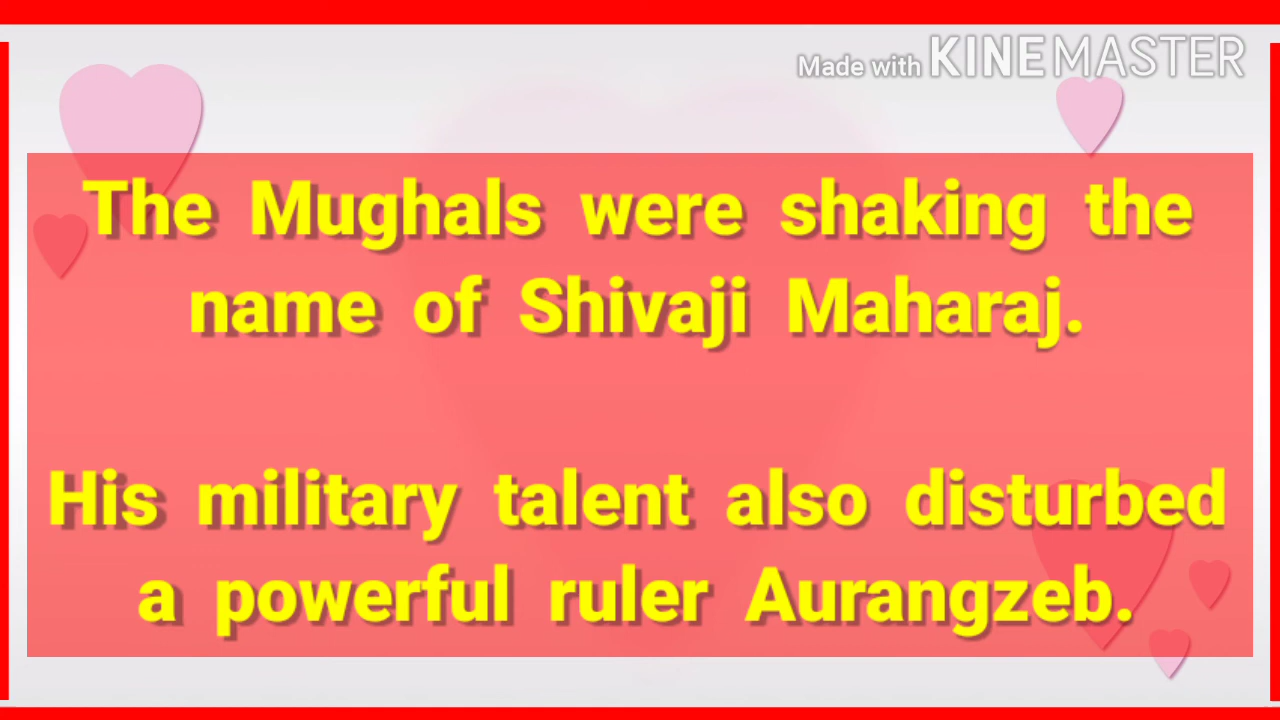 Made with KINEMASTER
The Mughals were shaking the
name of Shivaji Maharaj.
His military talent also disturbed
a powerful ruler Aurangzeb.